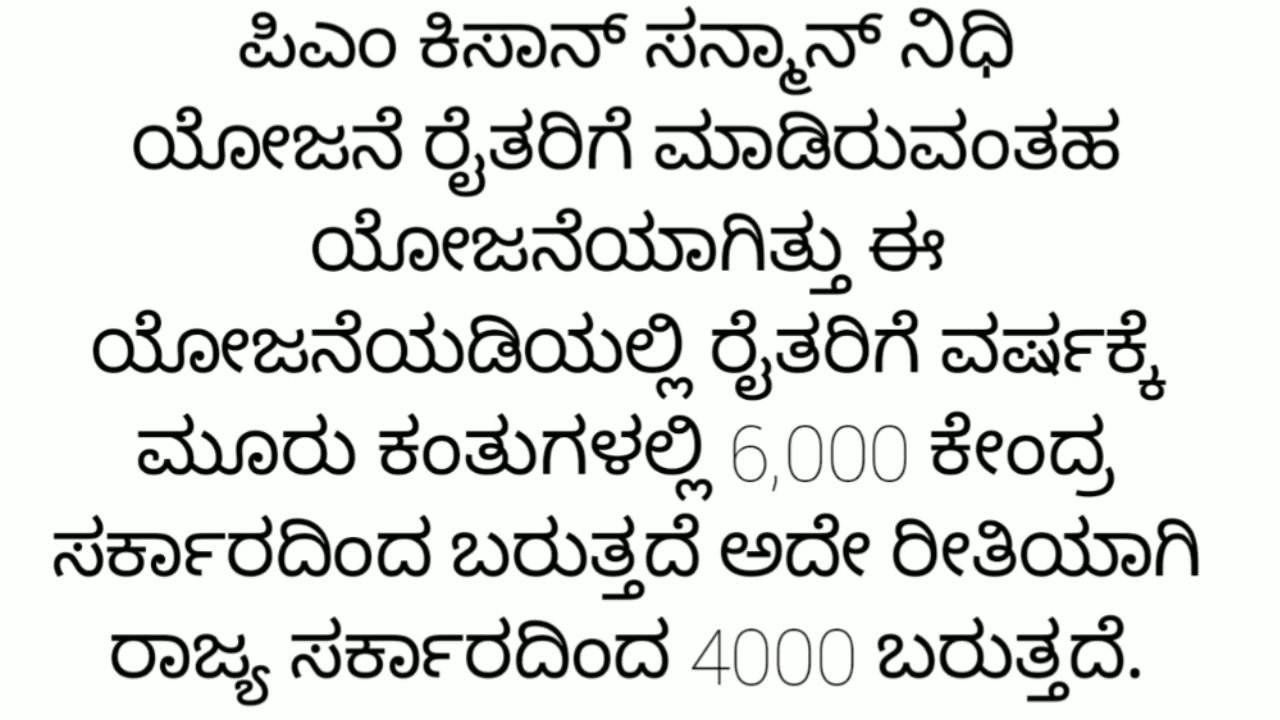 ಪಿಎಂ ಕಿಸಾನ್ ಸನ್ಮಾನ್ ನಿಧಿ
ಯೋಜನೆ ರೈತರಿಗೆ ಮಾಡಿರುವಂತಹ
ಯೋಜನೆಯಾಗಿತ್ತು ಈ
ಯೋಜನೆಯಡಿಯಲ್ಲಿ ರೈತರಿಗೆ ವರ್ಷಕ್ಕೆ
ಮೂರು ಕಂತುಗಳಲ್ಲಿ 6,000 ಕೇಂದ್ರ
ಸರ್ಕಾರದಿಂದ ಬರುತ್ತದೆ ಅದೇ ರೀತಿಯಾಗಿ
ರಾಜ್ಯ ಸರ್ಕಾರದಿಂದ 4000 ಬರುತ್ತದೆ.